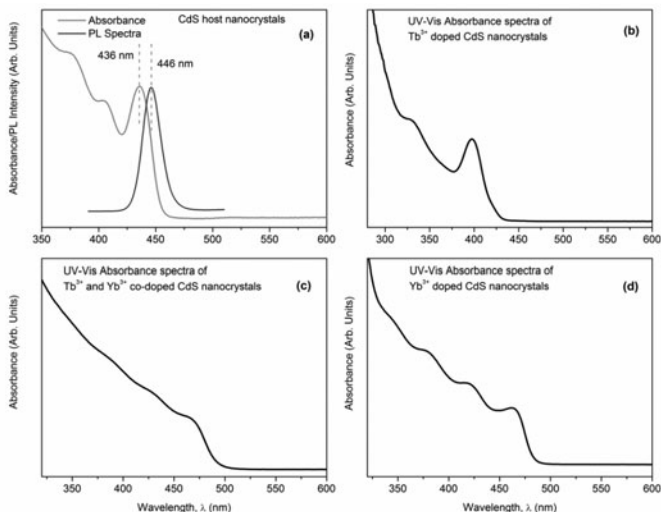 Absorbance
PL Spectra
CdS host nanocrystals
(a)
436 nm
446 nm
Absorbance/PL Intensity (Arb. Units)
350 400 450 500 550 600
UV-Vis Absorbance spectra of
Tb³⁺ doped CdS nanocrystals
(b)
Absorbance (Arb. Units)
300 350 400 450 500 550 600
UV-Vis Absorbance spectra of
Tb³⁺ and Yb³⁺ co-doped CdS nanocrystals
(c)
Absorbance (Arb. Units)
350 400 450 500 550 600
Wavelength, λ (nm)
UV-Vis Absorbance spectra of
Yb³⁺ doped CdS nanocrystals
(d)
Absorbance (Arb. Units)
350 400 450 500 550 600
Wavelength, λ (nm)